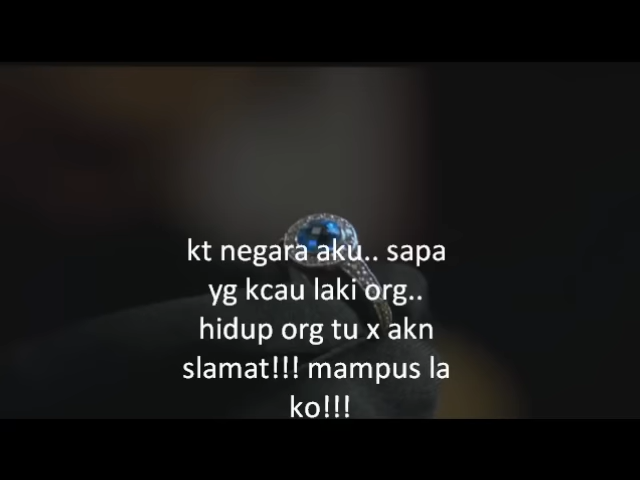 kt negara aku.. sapa
yg kcau laki org..
hidup org tu x akn
slamat!!! mampus la
ko!!!